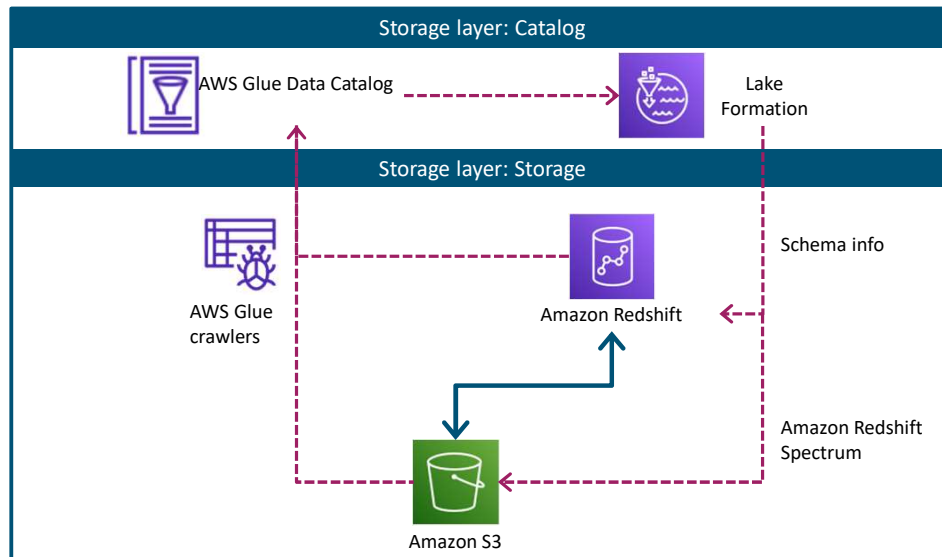 Storage layer: Catalog
AWS Glue Data Catalog
Lake
Formation
Storage layer: Storage
Schema info
AWS Glue
crawlers
Amazon Redshift
Amazon Redshift
Spectrum
Amazon S3